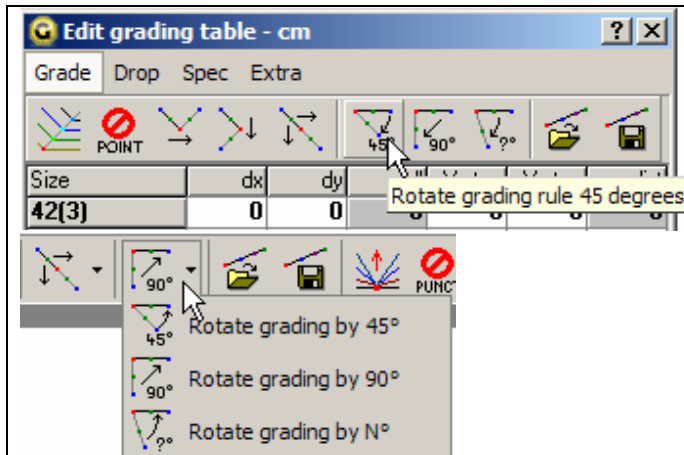 G Edit grading table - cm ? X
Grade Drop Spec Extra
POINT 45° 90° ?°
Size dx dy
Rotate grading rule 45 degrees
42(3) 0 0
90° PUNC
45° Rotate grading by 45°
90° Rotate grading by 90°
?° Rotate grading by N°